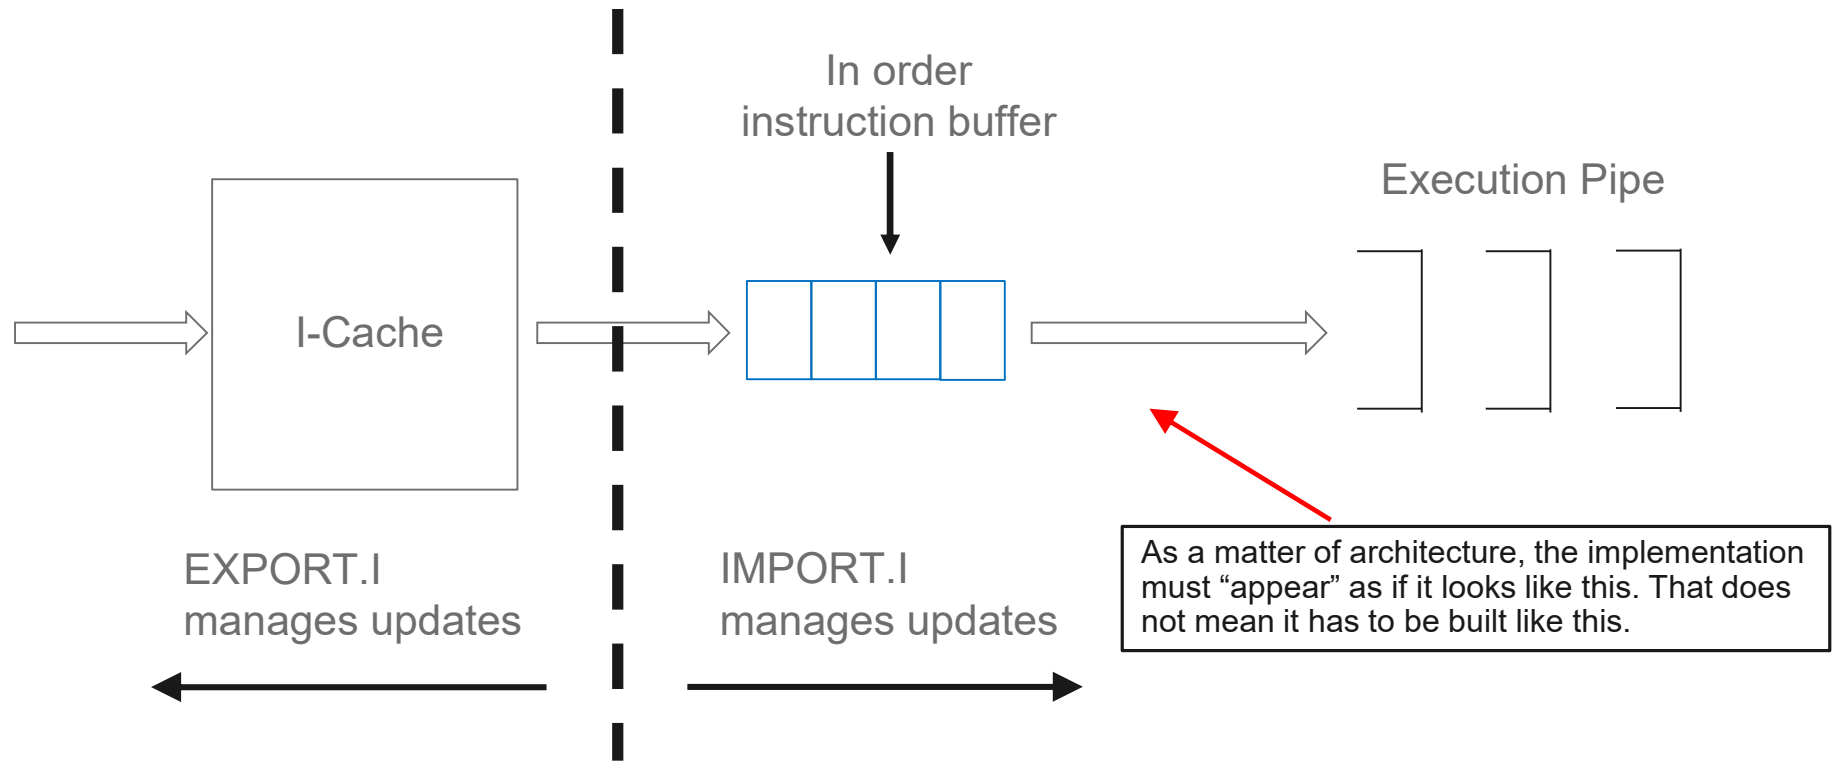 In order
instruction buffer
Execution Pipe
I-Cache
EXPORT.I
manages updates
IMPORT.I
manages updates
As a matter of architecture, the implementation
must “appear” as if it looks like this. That does
not mean it has to be built like this.